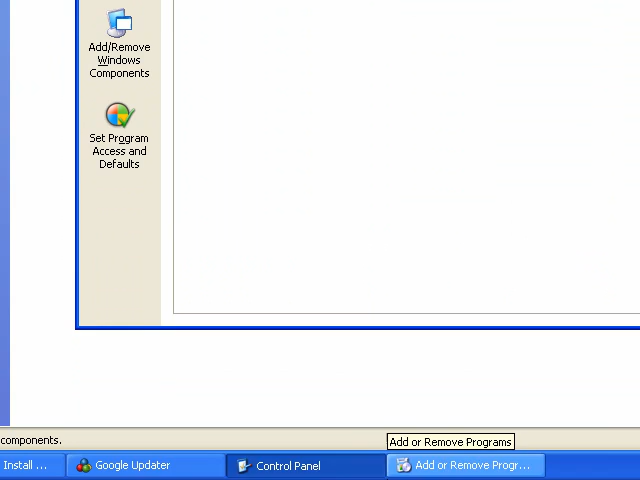 Add/Remove
Windows
Components
Set Program
Access and
Defaults
components.
Add or Remove Programs
Install ...
Google Updater
Control Panel
Add or Remove Progr...